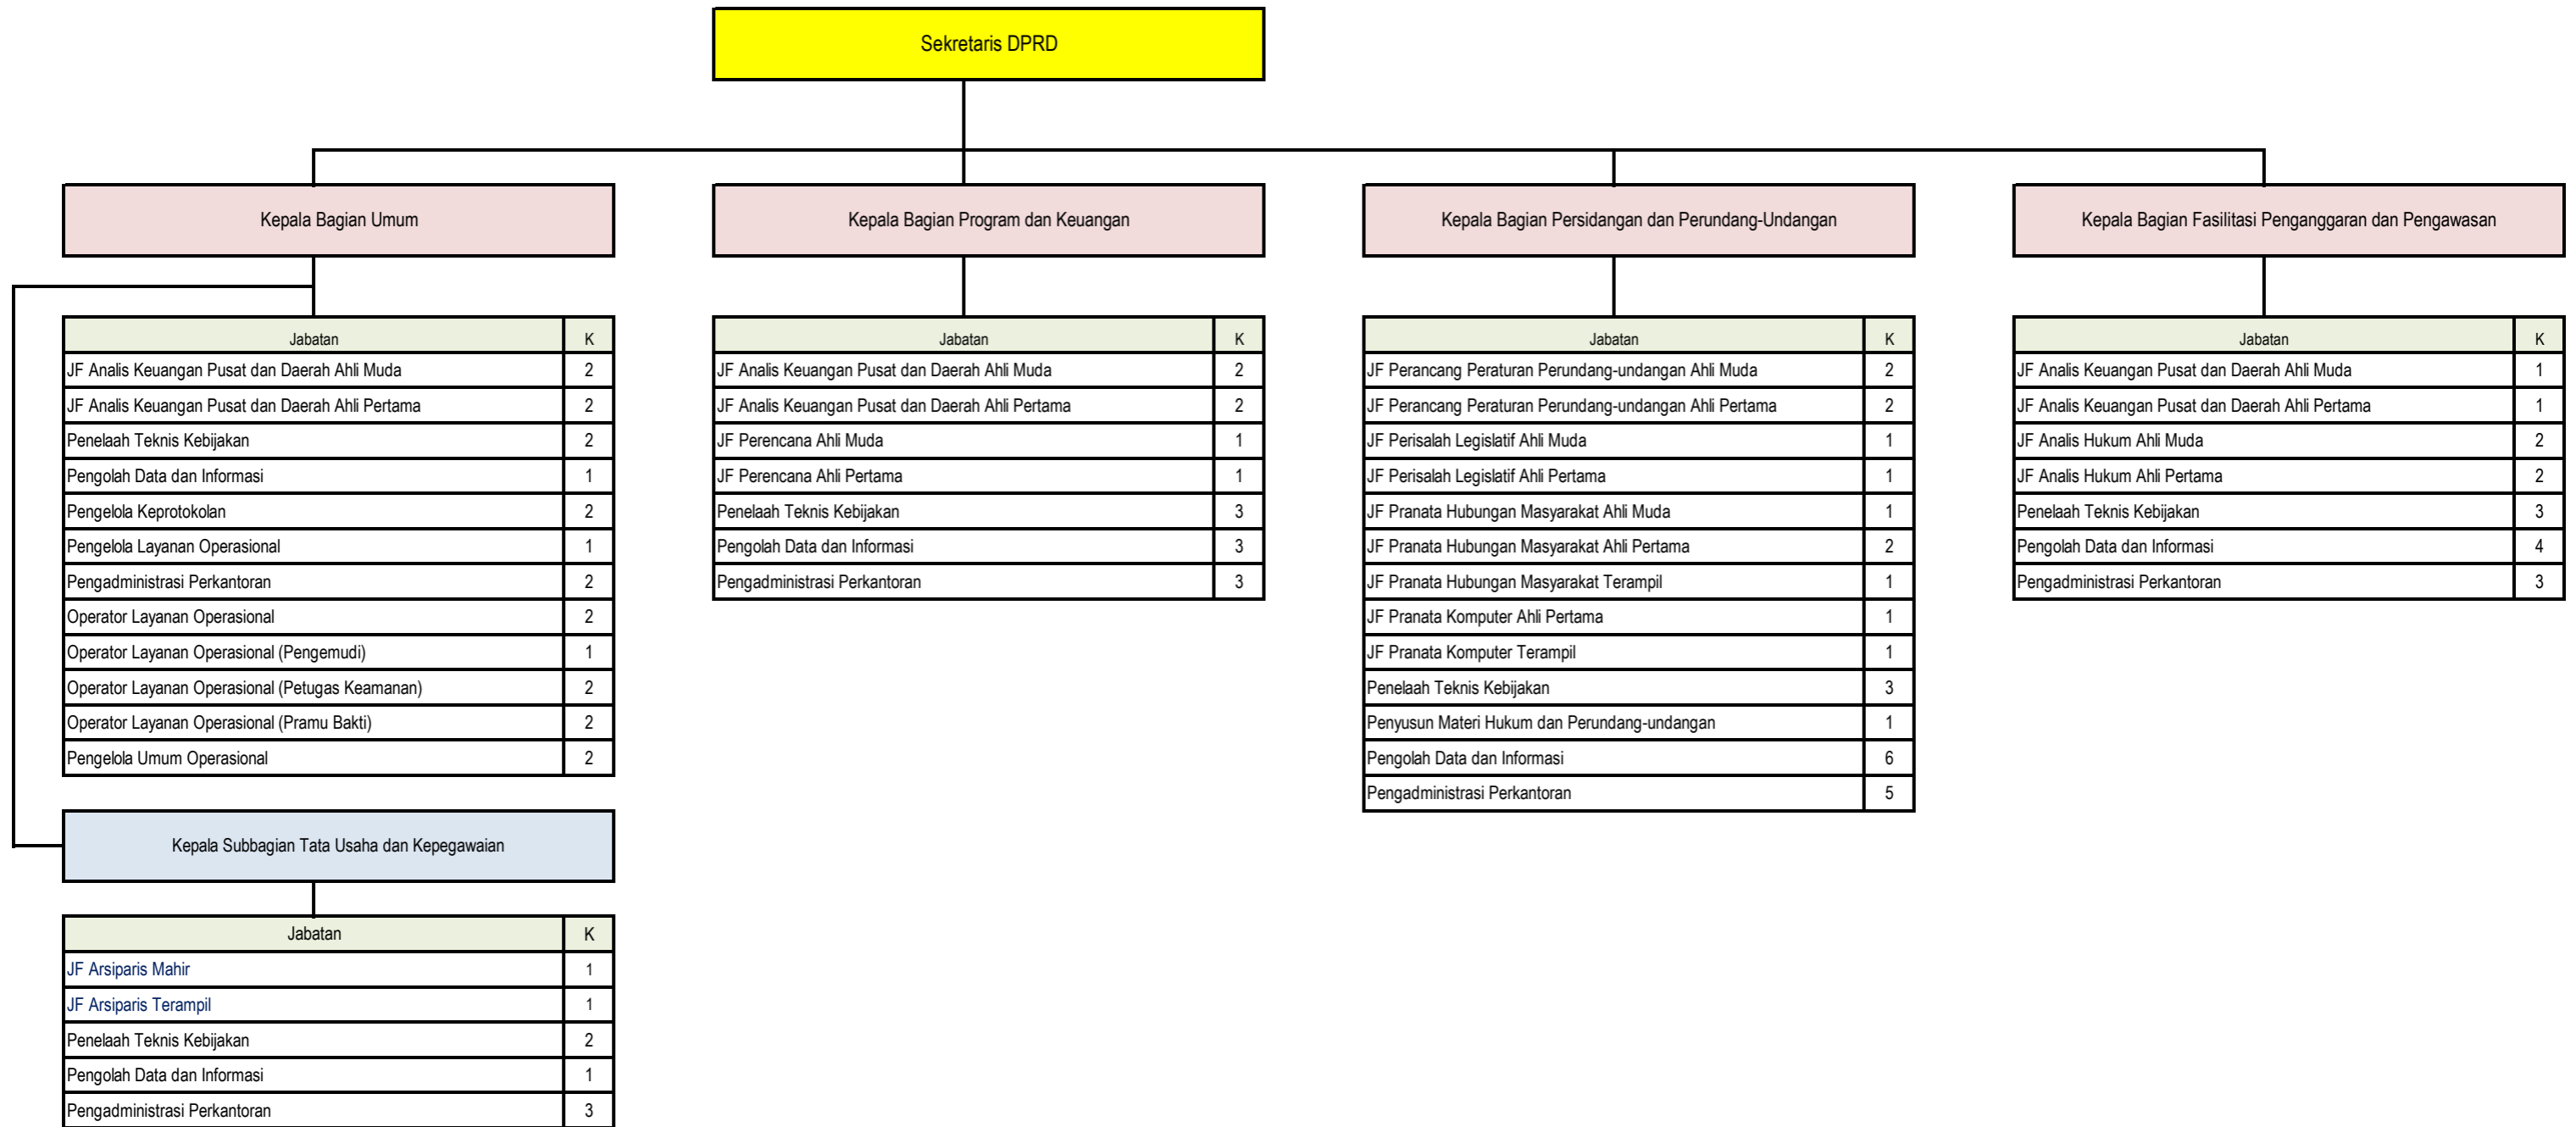 Sekretaris DPRD
Kepala Bagian Umum
Kepala Bagian Program dan Keuangan
Kepala Bagian Persidangan dan Perundang-Undangan
Kepala Bagian Fasilitasi Penganggaran dan Pengawasan
Jabatan K
JF Analis Keuangan Pusat dan Daerah Ahli Muda 2
JF Analis Keuangan Pusat dan Daerah Ahli Pertama 2
Penelaah Teknis Kebijakan 2
Pengolah Data dan Informasi 1
Pengelola Keprotokolan 2
Pengelola Layanan Operasional 1
Pengadministrasi Perkantoran 2
Operator Layanan Operasional 2
Operator Layanan Operasional (Pengemudi) 1
Operator Layanan Operasional (Petugas Keamanan) 2
Operator Layanan Operasional (Pramu Bakti) 2
Pengelola Umum Operasional 2
Kepala Subbagian Tata Usaha dan Kepegawaian
Jabatan K
JF Arsiparis Mahir 1
JF Arsiparis Terampil 1
Penelaah Teknis Kebijakan 2
Pengolah Data dan Informasi 1
Pengadministrasi Perkantoran 3
Jabatan K
JF Analis Keuangan Pusat dan Daerah Ahli Muda 2
JF Analis Keuangan Pusat dan Daerah Ahli Pertama 2
JF Perencana Ahli Muda 1
JF Perencana Ahli Pertama 1
Penelaah Teknis Kebijakan 3
Pengolah Data dan Informasi 3
Pengadministrasi Perkantoran 3
Jabatan K
JF Perancang Peraturan Perundang-undangan Ahli Muda 2
JF Perancang Peraturan Perundang-undangan Ahli Pertama 2
JF Perisalah Legislatif Ahli Muda 1
JF Perisalah Legislatif Ahli Pertama 1
JF Pranata Hubungan Masyarakat Ahli Muda 1
JF Pranata Hubungan Masyarakat Ahli Pertama 2
JF Pranata Hubungan Masyarakat Terampil 1
JF Pranata Komputer Ahli Pertama 1
JF Pranata Komputer Terampil 1
Penelaah Teknis Kebijakan 3
Penyusun Materi Hukum dan Perundang-undangan 1
Pengolah Data dan Informasi 6
Pengadministrasi Perkantoran 5
Jabatan K
JF Analis Keuangan Pusat dan Daerah Ahli Muda 1
JF Analis Keuangan Pusat dan Daerah Ahli Pertama 1
JF Analis Hukum Ahli Muda 2
JF Analis Hukum Ahli Pertama 2
Penelaah Teknis Kebijakan 3
Pengolah Data dan Informasi 4
Pengadministrasi Perkantoran 3